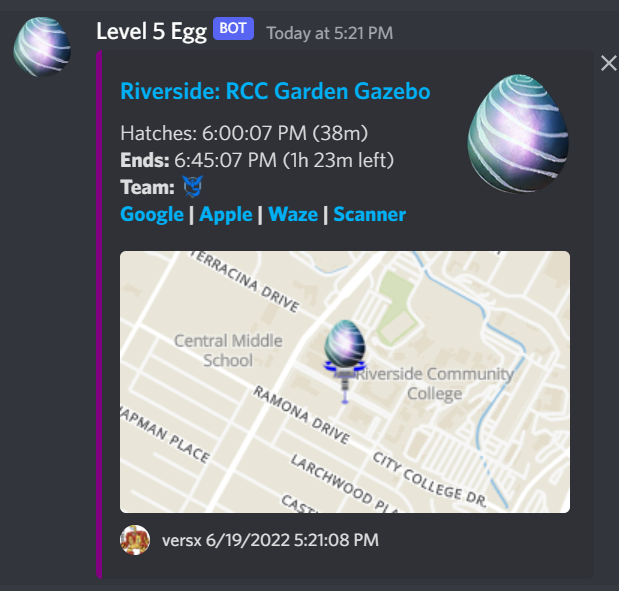 Level 5 Egg BOT Today at 5:21 PM
Riverside: RCC Garden Gazebo
Hatches: 6:00:07 PM (38m)
Ends: 6:45:07 PM (1h 23m left)
Team:
Google | Apple | Waze | Scanner
TERRACINA DRIVE
Central Middle
School
Riverside Community
College
RAMONA DRIVE
APMAN PLACE
CITY COLLEGE DR.
LARCHWOOD PLA
CAST
versx 6/19/2022 5:21:08 PM